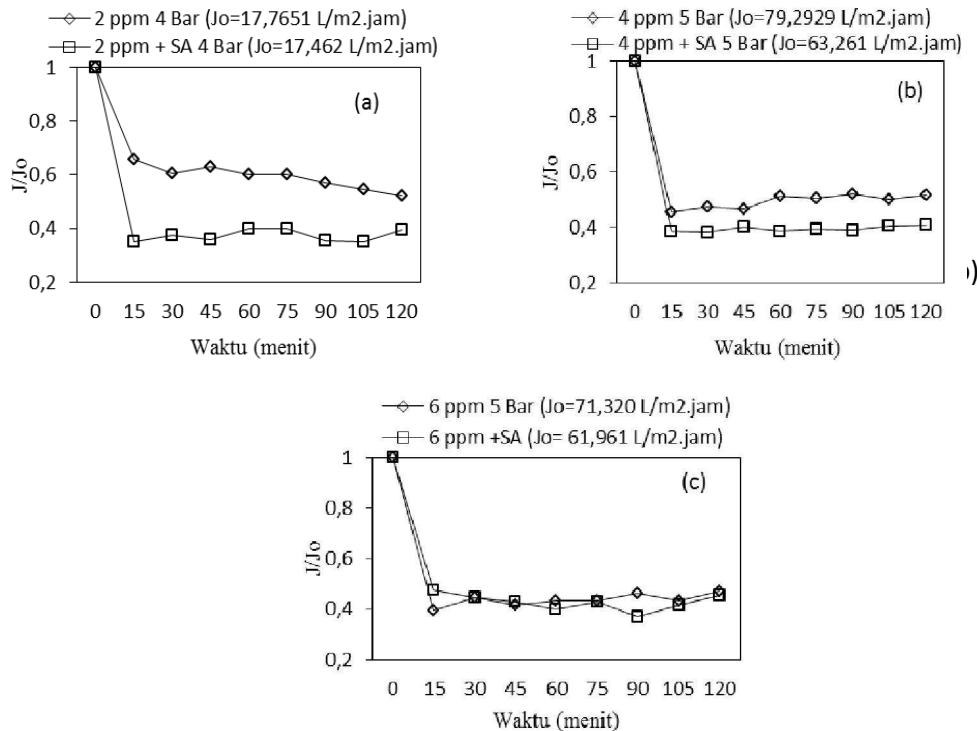 2 ppm 4 Bar (Jo=17,7651 L/m2.jam)
2 ppm + SA 4 Bar (Jo=17,462 L/m2.jam)
(a)
1
0,8
0,6
0,4
0,2
J/Jo
0 15 30 45 60 75 90 105 120
Waktu (menit)
4 ppm 5 Bar (Jo=79,2929 L/m2.jam)
4 ppm + SA 5 Bar (Jo=63,261 L/m2.jam)
(b)
1
0,8
0,6
0,4
0,2
J/Jo
0 15 30 45 60 75 90 105 120
Waktu (menit)
6 ppm 5 Bar (Jo=71,320 L/m2.jam)
6 ppm +SA (Jo= 61,961 L/m2.jam)
(c)
1
0,8
0,6
0,4
0,2
J/Jo
0 15 30 45 60 75 90 105 120
Waktu (menit)